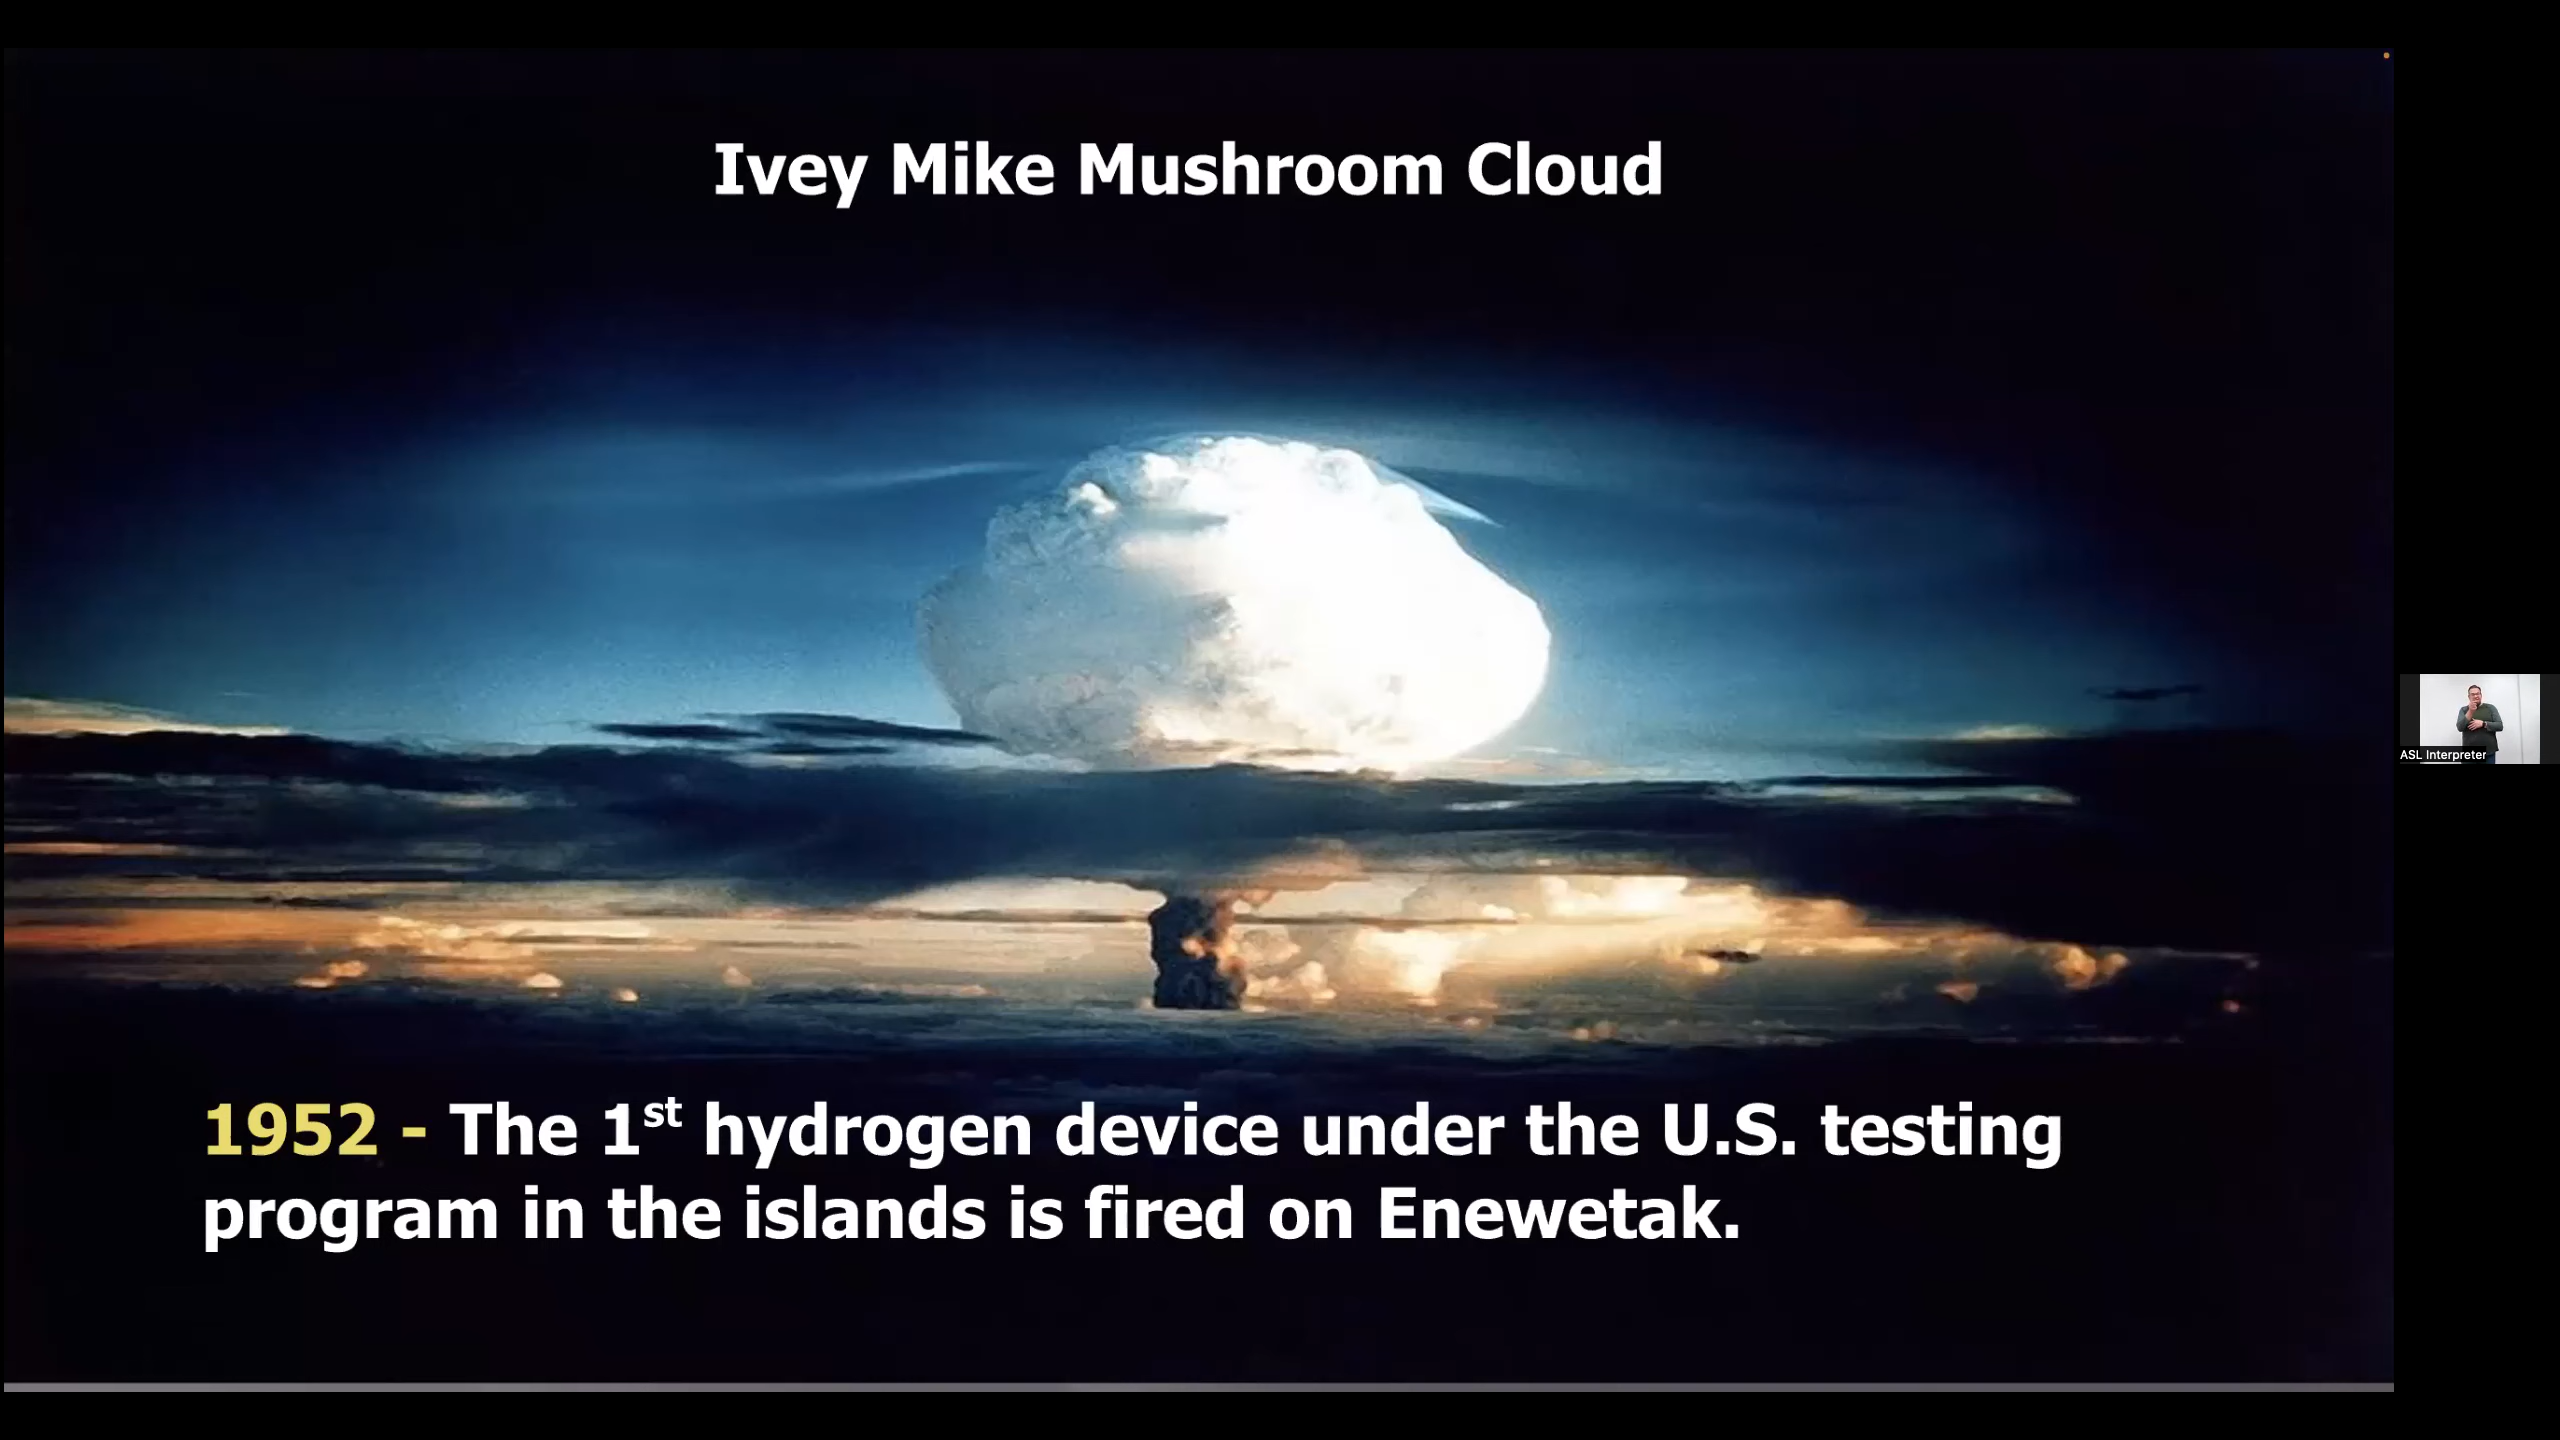 Ivey Mike Mushroom Cloud
ASL Interpreter
1952 - The 1st hydrogen device under the U.S. testing
program in the islands is fired on Enewetak.